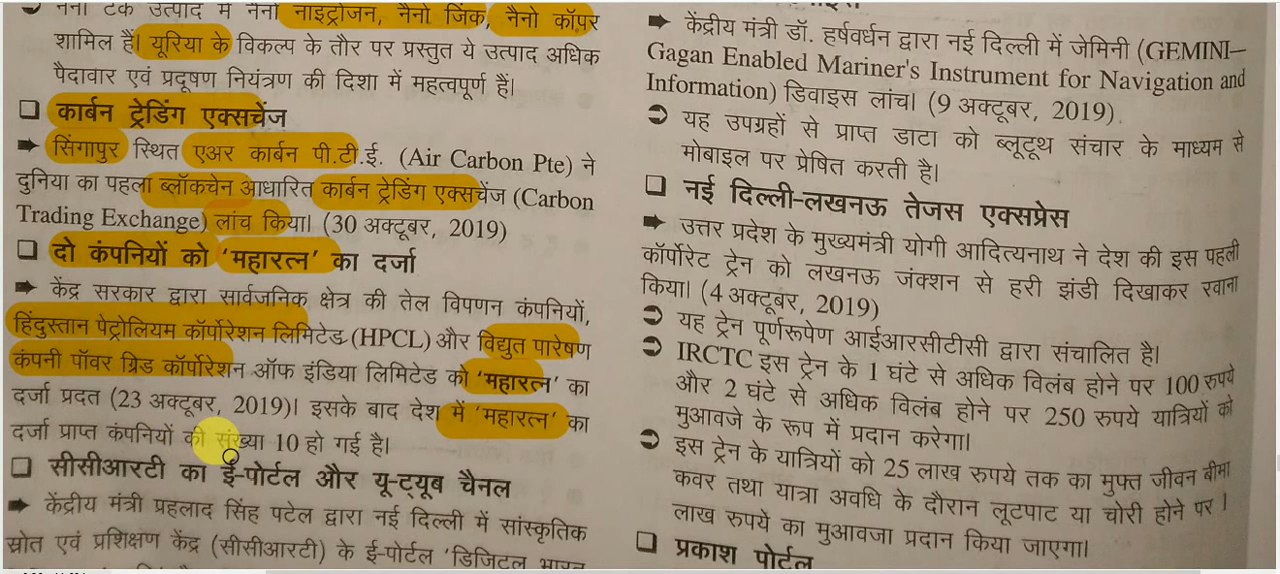 नैनो टेक उत्पाद में नैनो नाइट्रोजन, नैनो जिंक, नैनो कॉपर
शामिल हैं। यूरिया के विकल्प के तौर पर प्रस्तुत ये उत्पाद अधिक
पैदावार एवं प्रदूषण नियंत्रण की दिशा में महत्वपूर्ण हैं।
❑ कार्बन ट्रेडिंग एक्सचेंज
➡ सिंगापुर स्थित एअर कार्बन पी.टी.ई. (Air Carbon Pte) ने
दुनिया का पहला ब्लॉकचेन आधारित कार्बन ट्रेडिंग एक्सचेंज (Carbon
Trading Exchange) लांच किया। (30 अक्टूबर, 2019)
❑ दो कंपनियों को 'महारत्न' का दर्जा
➡ केंद्र सरकार द्वारा सार्वजनिक क्षेत्र की तेल विपणन कंपनियों,
हिंदुस्तान पेट्रोलियम कॉर्पोरेशन लिमिटेड (HPCL) और विद्युत पारेषण
कंपनी पॉवर ग्रिड कॉर्पोरेशन ऑफ इंडिया लिमिटेड को 'महारत्न' का
दर्जा प्रदत (23 अक्टूबर, 2019)। इसके बाद देश में 'महारत्न' का
दर्जा प्राप्त कंपनियों की संख्या 10 हो गई है।
❑ सीसीआरटी का ई-पोर्टल और यू-ट्यूब चैनल
➡ केंद्रीय मंत्री प्रहलाद सिंह पटेल द्वारा नई दिल्ली में सांस्कृतिक
स्रोत एवं प्रशिक्षण केंद्र (सीसीआरटी) के ई-पोर्टल 'डिजिटल भारत
➡ केंद्रीय मंत्री डॉ. हर्षवर्धन द्वारा नई दिल्ली में जेमिनी (GEMINI–
Gagan Enabled Mariner's Instrument for Navigation and
Information) डिवाइस लांच। (9 अक्टूबर, 2019)
➲ यह उपग्रहों से प्राप्त डाटा को ब्लूटूथ संचार के माध्यम से
मोबाइल पर प्रेषित करती है।
❑ नई दिल्ली-लखनऊ तेजस एक्सप्रेस
➡ उत्तर प्रदेश के मुख्यमंत्री योगी आदित्यनाथ ने देश की इस पहली
कॉर्पोरेट ट्रेन को लखनऊ जंक्शन से हरी झंडी दिखाकर रवाना
किया। (4 अक्टूबर, 2019)
➲ यह ट्रेन पूर्णरूपेण आईआरसीटीसी द्वारा संचालित है।
➲ IRCTC इस ट्रेन के 1 घंटे से अधिक विलंब होने पर 100 रुपये
और 2 घंटे से अधिक विलंब होने पर 250 रुपये यात्रियों को
मुआवजे के रूप में प्रदान करेगा।
➲ इस ट्रेन के यात्रियों को 25 लाख रुपये तक का मुफ्त जीवन बीमा
कवर तथा यात्रा अवधि के दौरान लूटपाट या चोरी होने पर 1
लाख रुपये का मुआवजा प्रदान किया जाएगा।
❑ प्रकाश पोर्टल